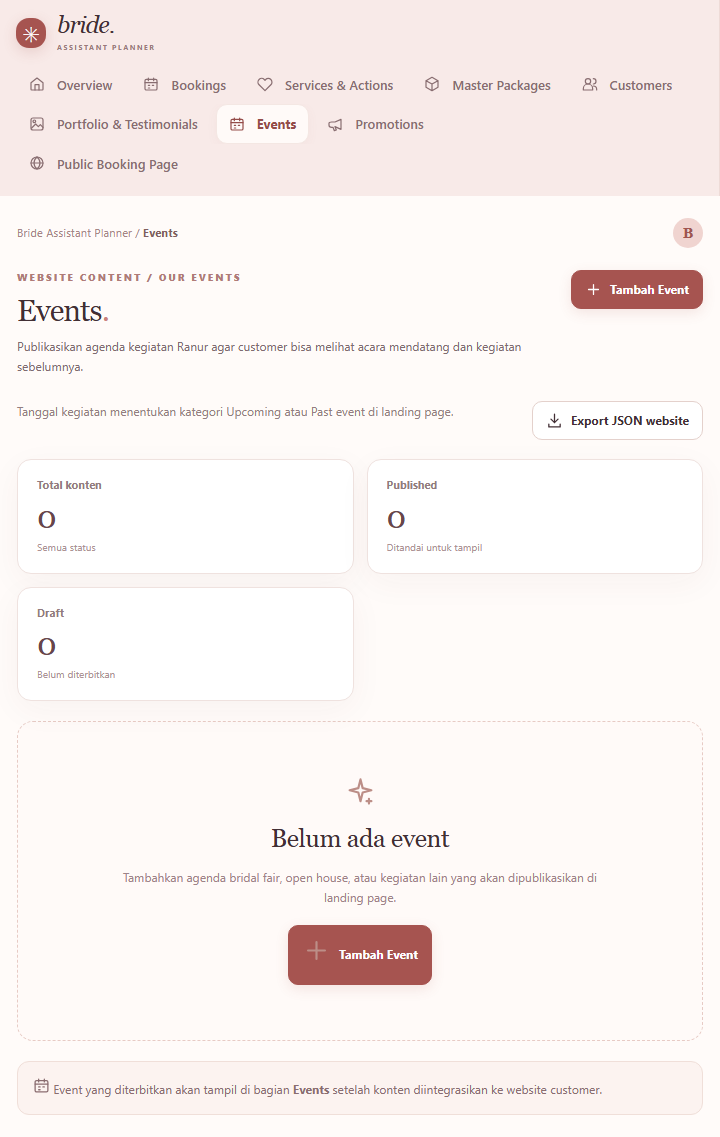 bride.
ASSISTANT PLANNER
Overview
Bookings
Services & Actions
Master Packages
Customers
Portfolio & Testimonials
Events
Promotions
Public Booking Page
Bride Assistant Planner / Events
B
WEBSITE CONTENT / OUR EVENTS
Tambah Event
Events.
Publikasikan agenda kegiatan Ranur agar customer bisa melihat acara mendatang dan kegiatan
sebelumnya.
Tanggal kegiatan menentukan kategori Upcoming atau Past event di landing page.
Export JSON website
Total konten
0
Semua status
Published
0
Ditandai untuk tampil
Draft
0
Belum diterbitkan
Belum ada event
Tambahkan agenda bridal fair, open house, atau kegiatan lain yang akan dipublikasikan di
landing page.
Tambah Event
Event yang diterbitkan akan tampil di bagian Events setelah konten diintegrasikan ke website customer.